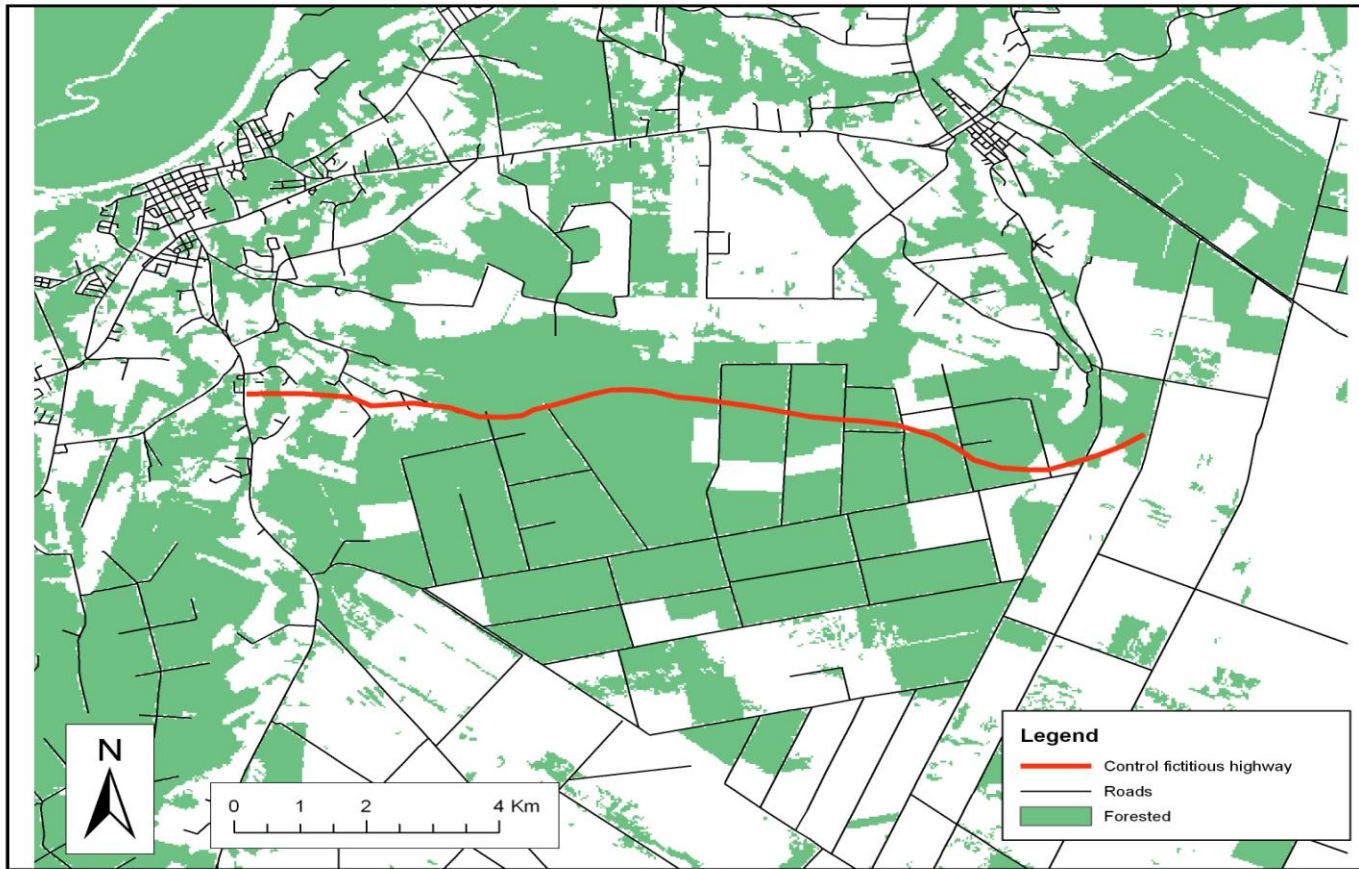 N
0 1 2 4 Km
Legend
Control fictitious highway
Roads
Forested